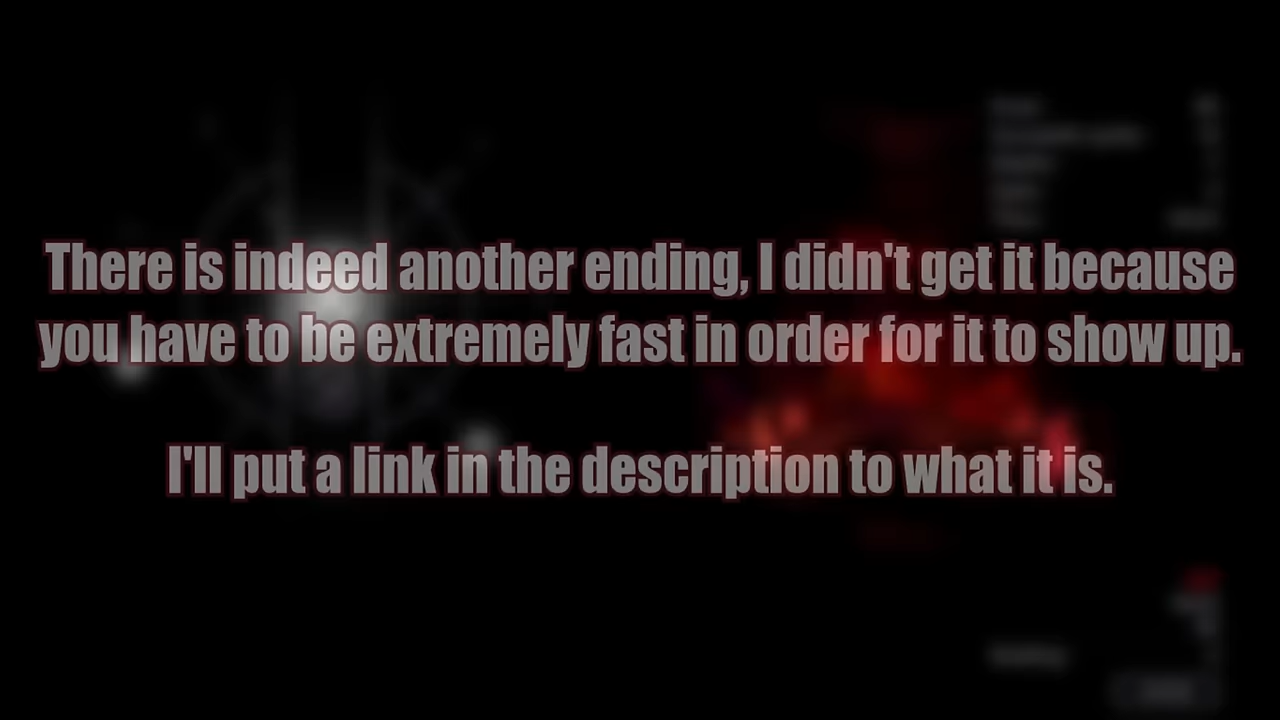 There is indeed another ending, I didn't get it because
you have to be extremely fast in order for it to show up.
I'll put a link in the description to what it is.